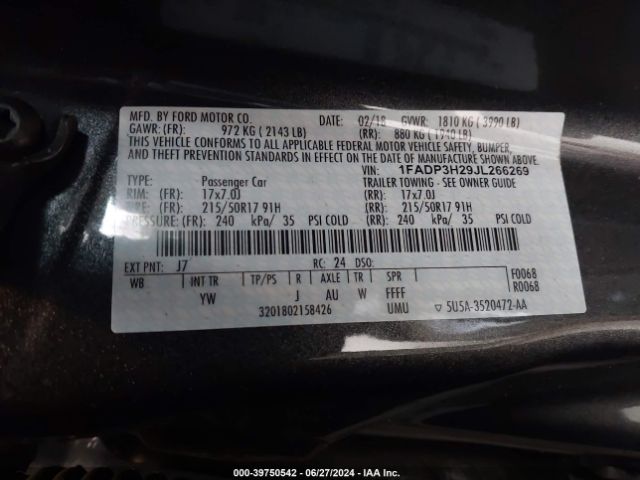 MFD. BY FORD MOTOR CO. DATE: 02/18 GVWR: 1810 KG ( 3990 LB)
GAWR: (FR): 972 KG ( 2143 LB) (RR): 880 KG ( 1940 LB)
THIS VEHICLE CONFORMS TO ALL APPLICABLE FEDERAL MOTOR VEHICLE SAFETY, BUMPER,
AND THEFT PREVENTION STANDARDS IN EFFECT ON THE DATE OF MANUFACTURE SHOWN ABOVE.
VIN: 1FADP3H29JL266269
TYPE: Passenger Car TRAILER TOWING - SEE OWNER GUIDE
RIM: (FR): 17x7.0J (RR): 17x7.0J
TIRE: (FR): 215/50R17 91H (RR): 215/50R17 91H
PRESSURE: (FR): 240 kPa/ 35 PSI COLD (RR): 240 kPa/ 35 PSI COLD
EXT PNT: J7 RC: 24 DSO:
WB INT TR TP/PS R AXLE TR SPR F0068
YW J AU W FFFF R0068
3201802158426 UMU ▽ 5U5A-3520472-AA
000-39750542 - 06/27/2024 - IAA Inc.